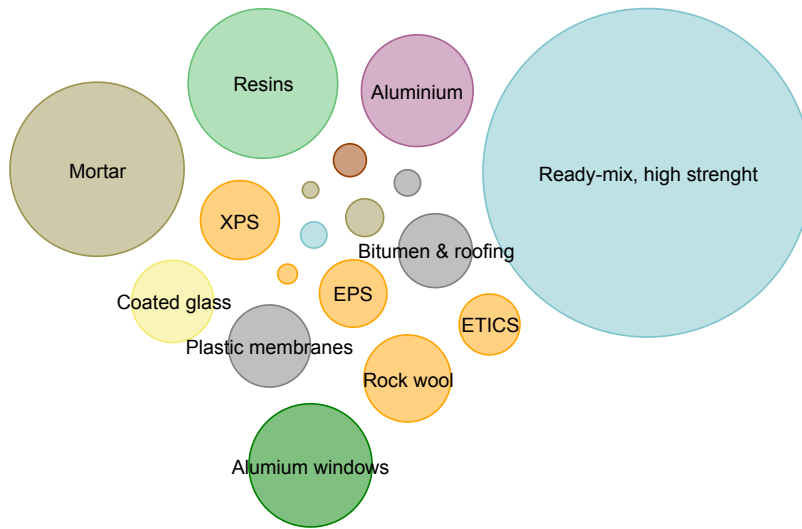 Resins
Aluminium
Mortar
Ready-mix, high strenght
XPS
Bitumen & roofing
Coated glass
EPS
ETICS
Plastic membranes
Rock wool
Alumium windows